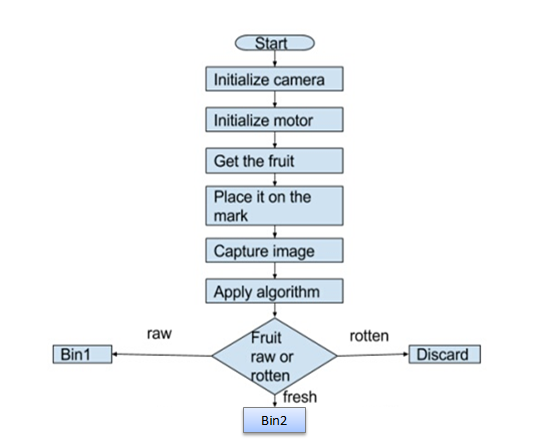 Start
Initialize camera
Initialize motor
Get the fruit
Place it on the
mark
Capture image
Apply algorithm
Fruit
raw or
rotten
raw
rotten
Bin1
Discard
fresh
Bin2